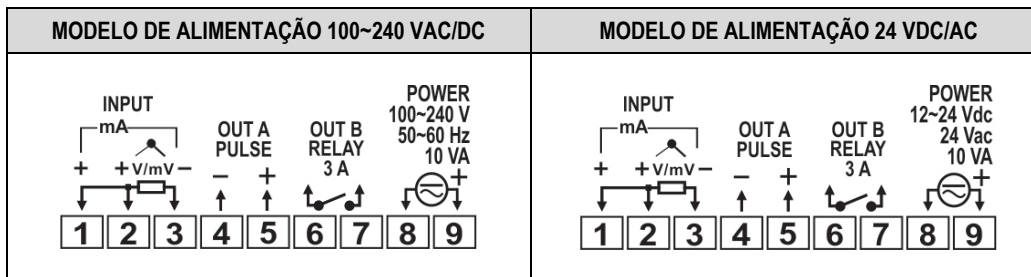 MODELO DE ALIMENTAÇÃO 100~240 VAC/DC
INPUT
mA
+ + V/mV –
OUT A
PULSE
– +
OUT B
RELAY
3 A
POWER
100~240 V
50~60 Hz
10 VA
+
1 2 3 4 5 6 7 8 9
MODELO DE ALIMENTAÇÃO 24 VDC/AC
INPUT
mA
+ + V/mV –
OUT A
PULSE
– +
OUT B
RELAY
3 A
POWER
12~24 Vdc
24 Vac
10 VA
+
1 2 3 4 5 6 7 8 9